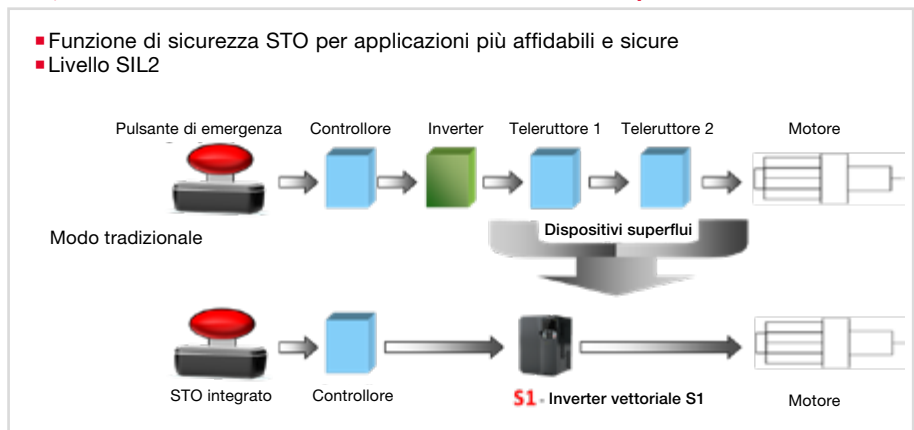 Funzione di sicurezza STO per applicazioni più affidabili e sicure
Livello SIL2
Pulsante di emergenza
Controllore
Inverter
Teleruttore 1
Teleruttore 2
Motore
Modo tradizionale
Dispositivi superflui
STO integrato
Controllore
S1 - Inverter vettoriale S1
Motore